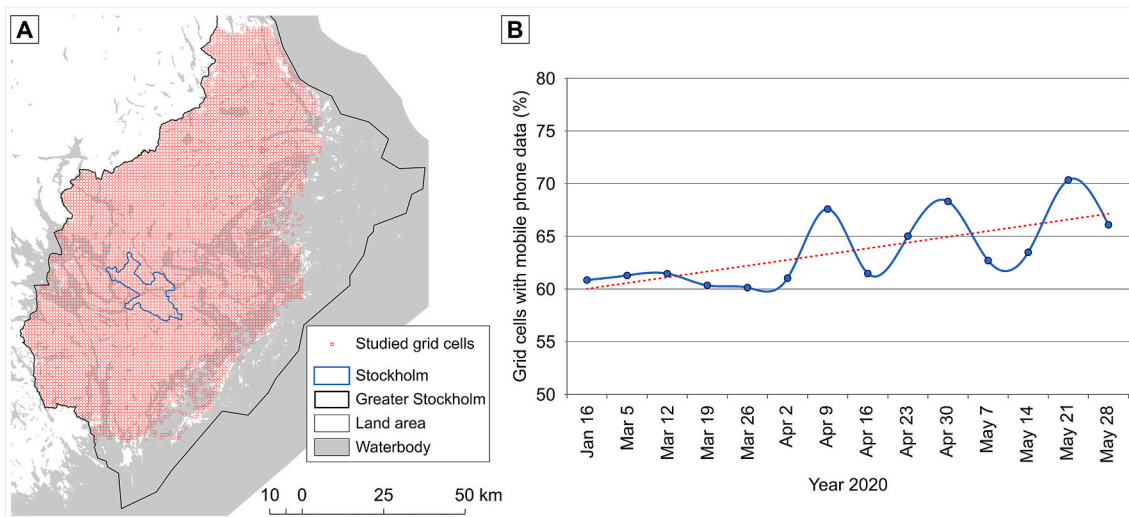 A
Studied grid cells
Stockholm
Greater Stockholm
Land area
Waterbody
10 0 25 50 km
B
Grid cells with mobile phone data (%)
80
75
70
65
60
55
50
Jan 16
Mar 5
Mar 12
Mar 19
Mar 26
Apr 2
Apr 9
Apr 16
Apr 23
Apr 30
May 7
May 14
May 21
May 28
Year 2020